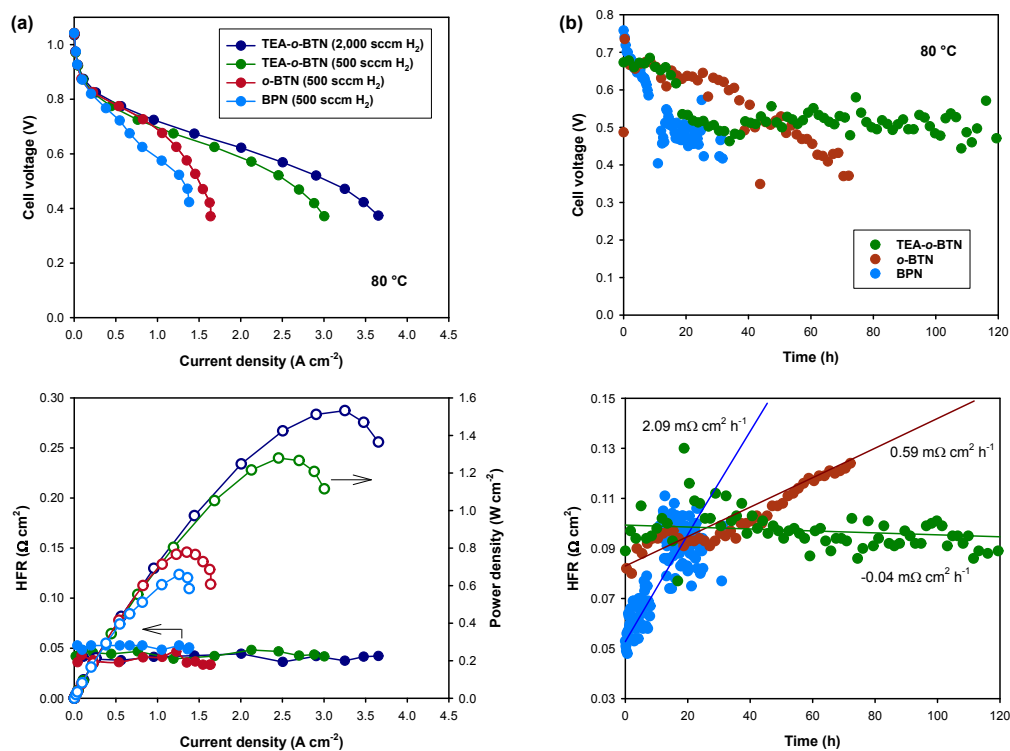 (a)
Cell voltage (V)
1.0
0.8
0.6
0.4
0.2
0.0
TEA-o-BTN (2,000 sccm H₂)
TEA-o-BTN (500 sccm H₂)
o-BTN (500 sccm H₂)
BPN (500 sccm H₂)
80 °C
0.0 0.5 1.0 1.5 2.0 2.5 3.0 3.5 4.0 4.5
Current density (A cm⁻²)
(b)
Cell voltage (V)
0.8
0.7
0.6
0.5
0.4
0.3
0.2
0.1
0.0
80 °C
TEA-o-BTN
o-BTN
BPN
0 20 40 60 80 100 120
Time (h)
HFR (Ω cm²)
0.30
0.25
0.20
0.15
0.10
0.05
0.00
1.6
1.4
1.2
1.0
0.8
0.6
0.4
0.2
0.0
Power density (W cm⁻²)
0.0 0.5 1.0 1.5 2.0 2.5 3.0 3.5 4.0 4.5
Current density (A cm⁻²)
HFR (Ω cm²)
0.15
0.13
0.11
0.09
0.07
0.05
0.03
2.09 mΩ cm² h⁻¹
0.59 mΩ cm² h⁻¹
-0.04 mΩ cm² h⁻¹
0 20 40 60 80 100 120
Time (h)